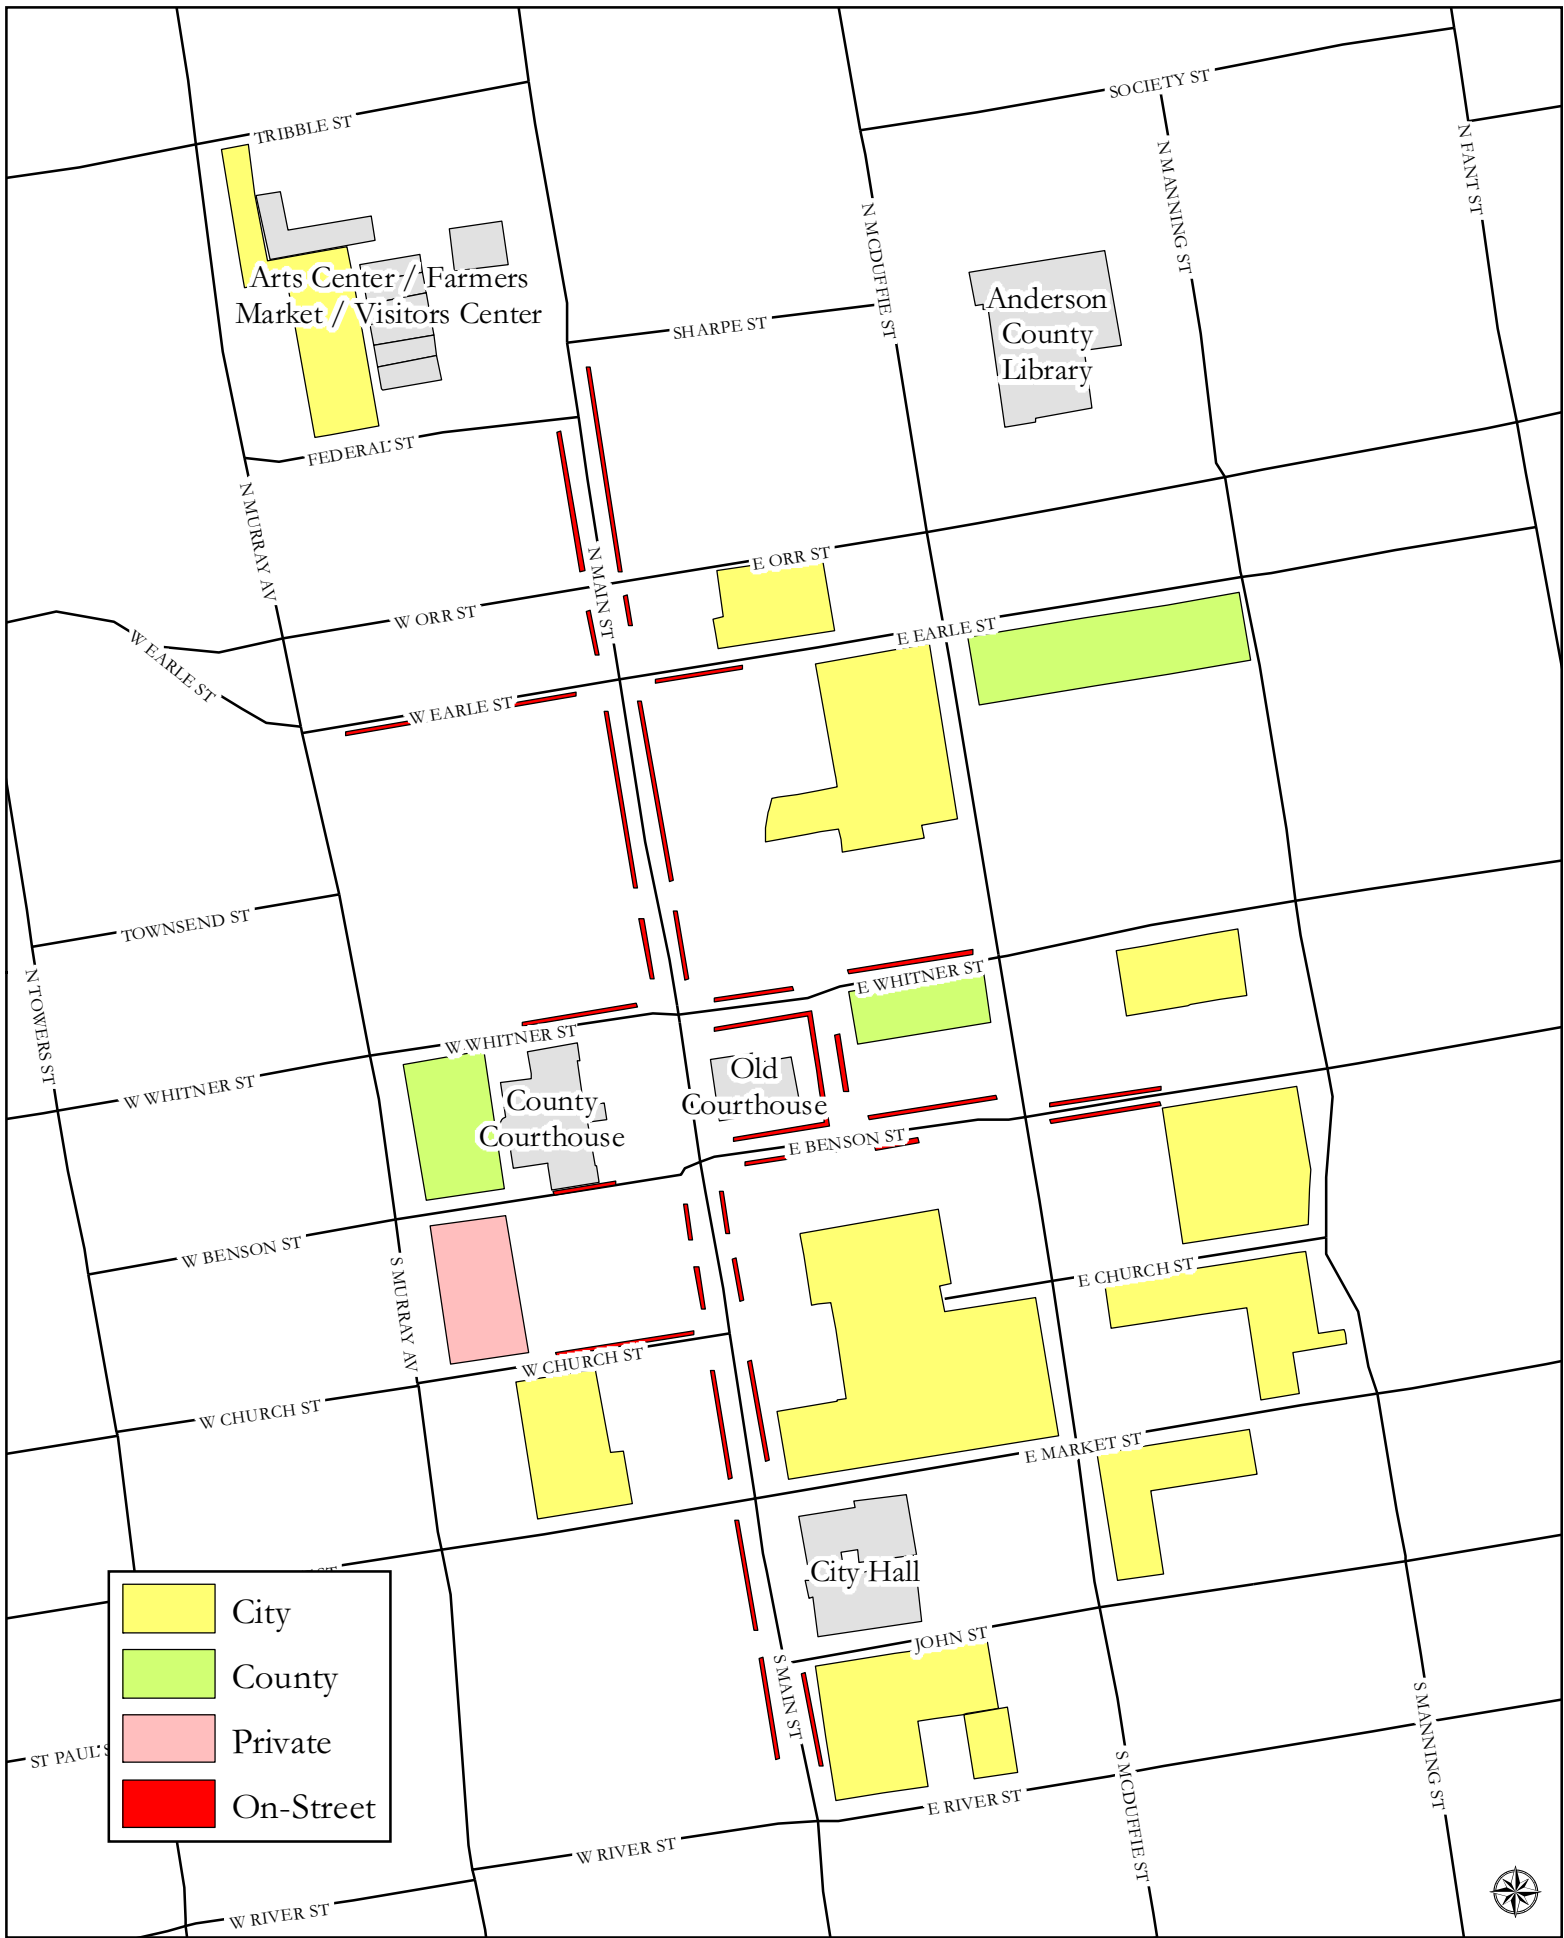 SOCIETY ST
TRIBBLE ST
N MANNING ST
N FANT ST
N MCDUFFIE ST
Arts Center / Farmers
Market / Visitors Center
Anderson
County
Library
SHARPE ST
FEDERAL ST
N MURRAY AV
N MAIN ST
E ORR ST
W ORR ST
W EARLE ST
E EARLE ST
W EARLE ST
TOWNSEND ST
N TOWERS ST
E WHITNER ST
W WHITNER ST
W WHITNER ST
Old
Courthouse
County
Courthouse
E BENSON ST
W BENSON ST
S MURRAY AV
E CHURCH ST
W CHURCH ST
W CHURCH ST
E MARKET ST
City Hall
ST
JOHN ST
S MAIN ST
S MANNING ST
ST PAUL'S
S MCDUFFIE ST
E RIVER ST
W RIVER ST
W RIVER ST
City
County
Private
On-Street